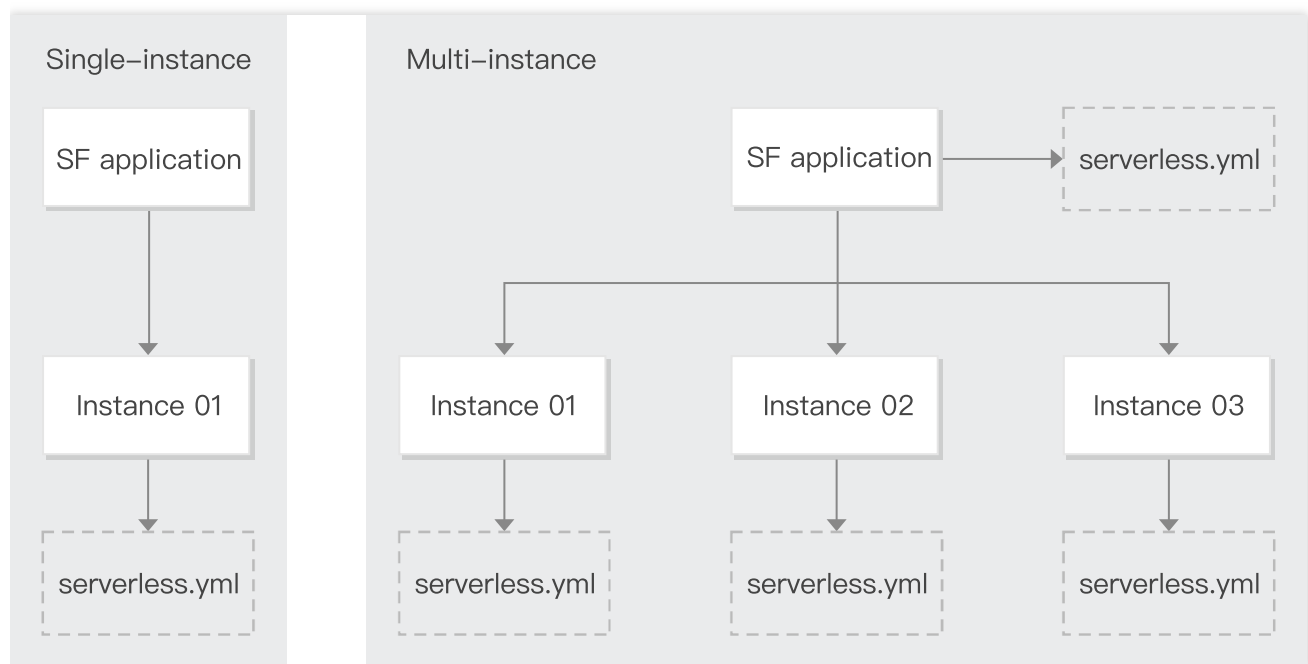 Single–instance
SF application
Instance 01
serverless.yml
Multi–instance
SF application
serverless.yml
Instance 01
Instance 02
Instance 03
serverless.yml
serverless.yml
serverless.yml